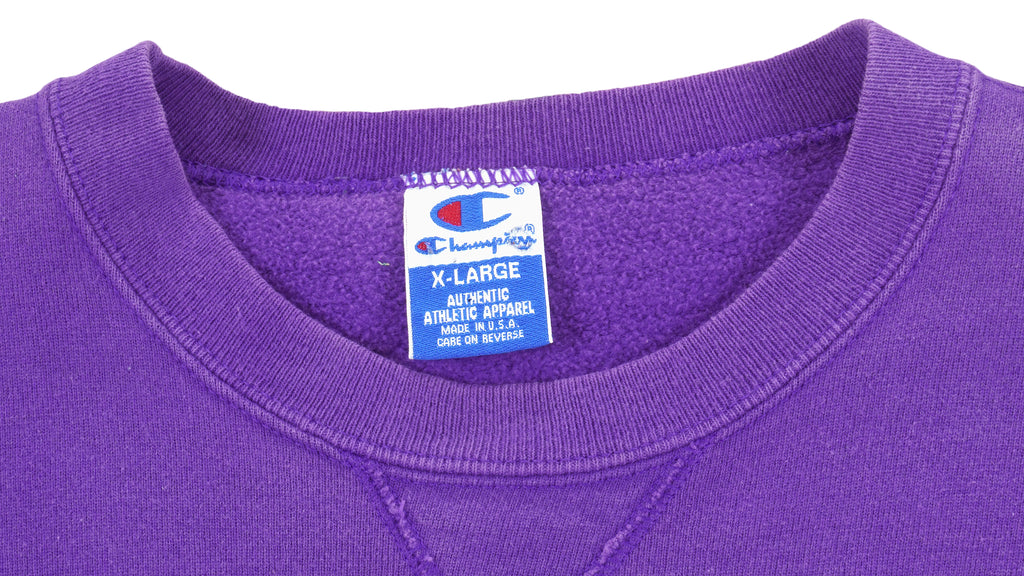 ®
Champion®
X-LARGE
AUTHENTIC
ATHLETIC APPAREL
MADE IN U.S.A.
CARE ON REVERSE